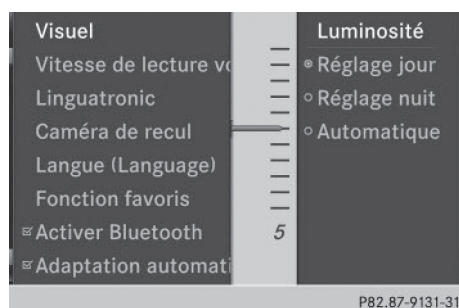 Visuel
Vitesse de lecture vo
Linguatronic
Caméra de recul
Langue (Language)
Fonction favoris
Activer Bluetooth
Adaptation automati
5
Luminosité
Réglage jour
Réglage nuit
Automatique
P82.87-9131-31